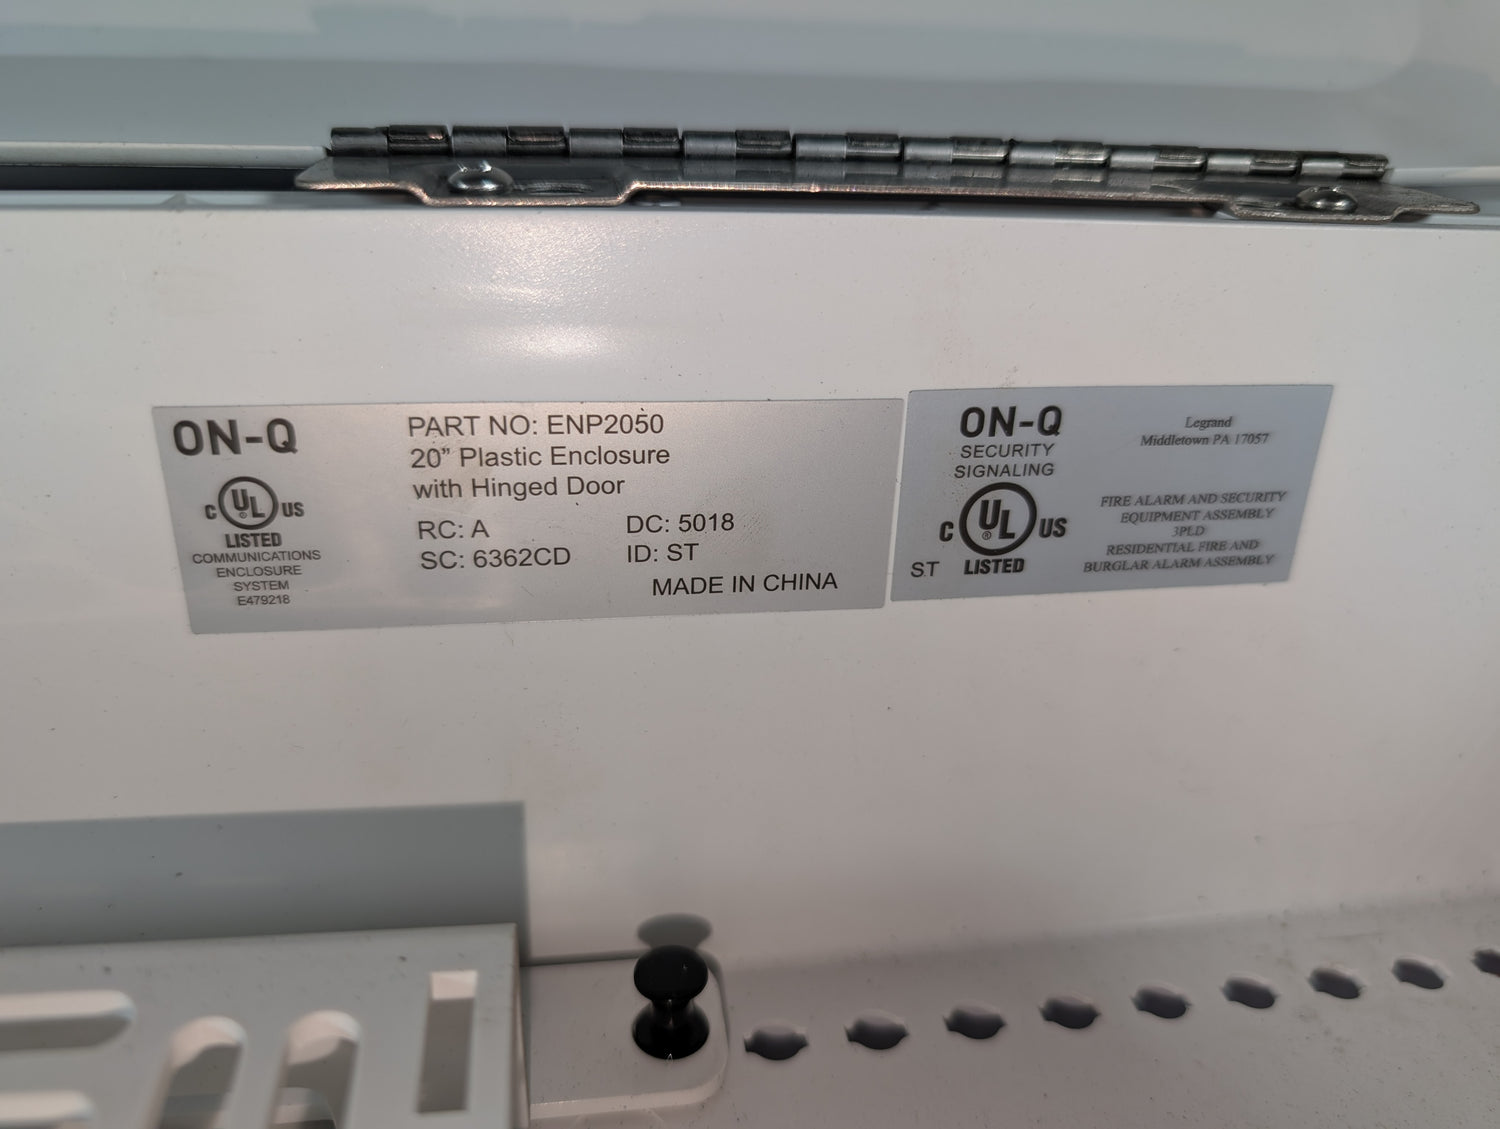 ON-Q
C UL ® US
LISTED
COMMUNICATIONS
ENCLOSURE
SYSTEM
E479218
PART NO: ENP2050
20” Plastic Enclosure
with Hinged Door
RC: A DC: 5018
SC: 6362CD ID: ST
MADE IN CHINA
ON-Q
SECURITY
SIGNALING
C UL ® US
S.T LISTED
Legrand
Middletown PA 17057
FIRE ALARM AND SECURITY
EQUIPMENT ASSEMBLY
3PLD
RESIDENTIAL FIRE AND
BURGLAR ALARM ASSEMBLY